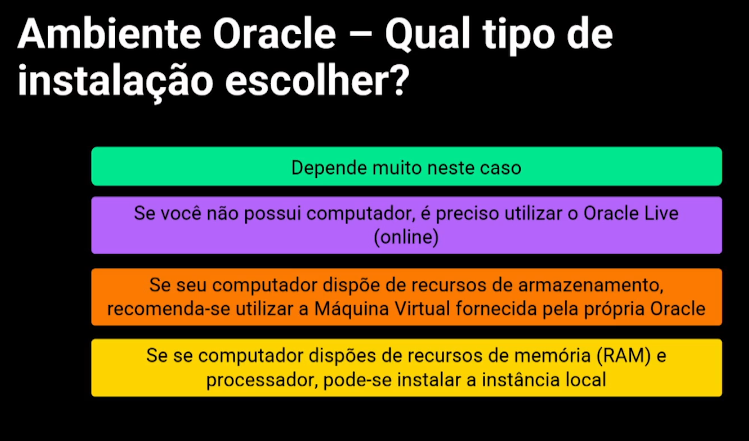 Ambiente Oracle – Qual tipo de
instalação escolher?
Depende muito neste caso
Se você não possui computador, é preciso utilizar o Oracle Live
(online)
Se seu computador dispõe de recursos de armazenamento,
recomenda-se utilizar a Máquina Virtual fornecida pela própria Oracle
Se se computador dispões de recursos de memória (RAM) e
processador, pode-se instalar a instância local